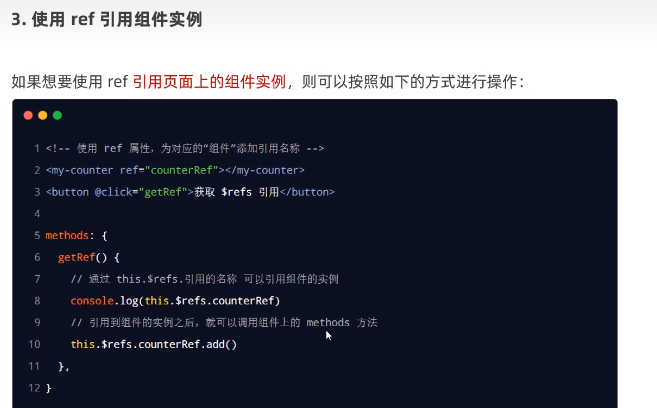 3. 使用 ref 引用组件实例
如果想要使用 ref 引用页面上的组件实例，则可以按照如下的方式进行操作：
1 <!-- 使用 ref 属性，为对应的“组件”添加引用名称 -->
2 <my-counter ref="counterRef"></my-counter>
3 <button @click="getRef">获取 $refs 引用</button>
4
5 methods: {
6 getRef() {
7 // 通过 this.$refs.引用的名称 可以引用组件的实例
8 console.log(this.$refs.counterRef)
9 // 引用到组件的实例之后，就可以调用组件上的 methods 方法
10 this.$refs.counterRef.add()
11 },
12 }